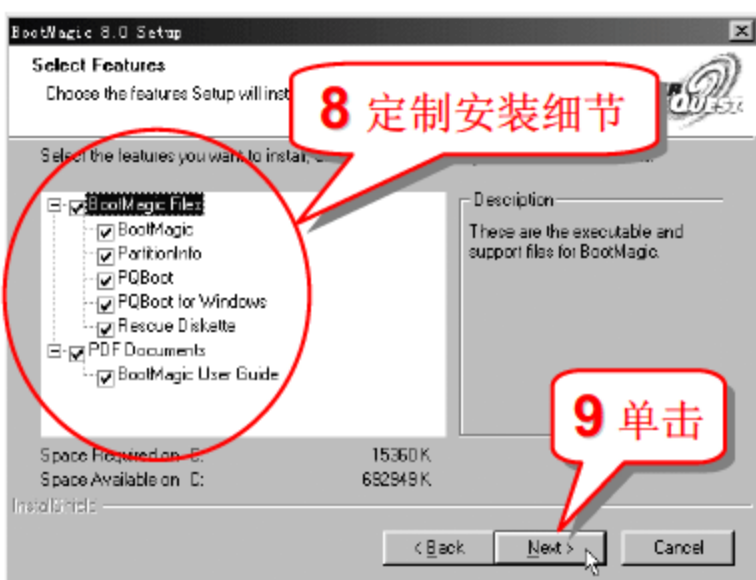 BootMagic 8.0 Setup
Select Features
Choose the features Setup will inst
8 定制安装细节
QUEST
Select the features you want to install,
BootMagic Files
BootMagic
PartitionInfo
PQBoot
PQBoot for Windows
Rescue Diskette
PDF Documents
BootMagic User Guide
Description
These are the executable and
support files for BootMagic.
9 单击
Space Required on C: 15360 K
Space Available on C: 692949 K
InstallShield
< Back Next > Cancel